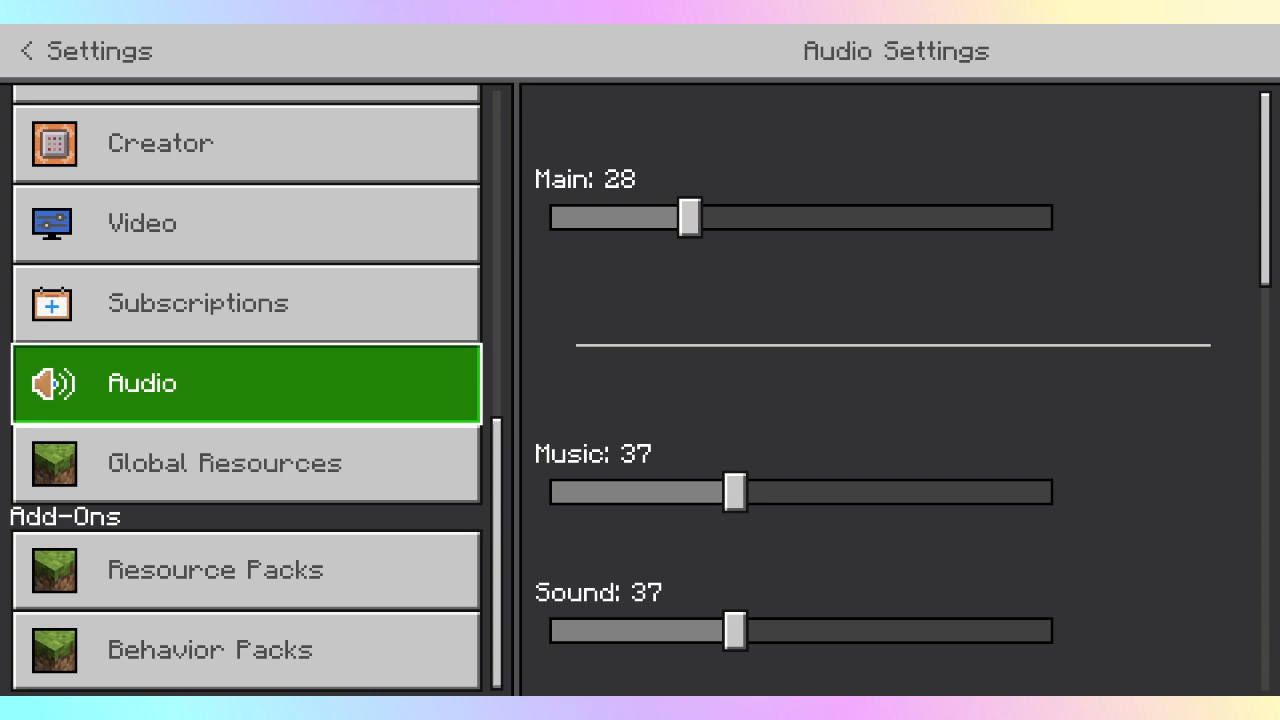 Settings
Audio Settings
Creator
Video
Subscriptions
Audio
Global Resources
Add-Ons
Resource Packs
Behavior Packs
Main: 28
Music: 37
Sound: 37